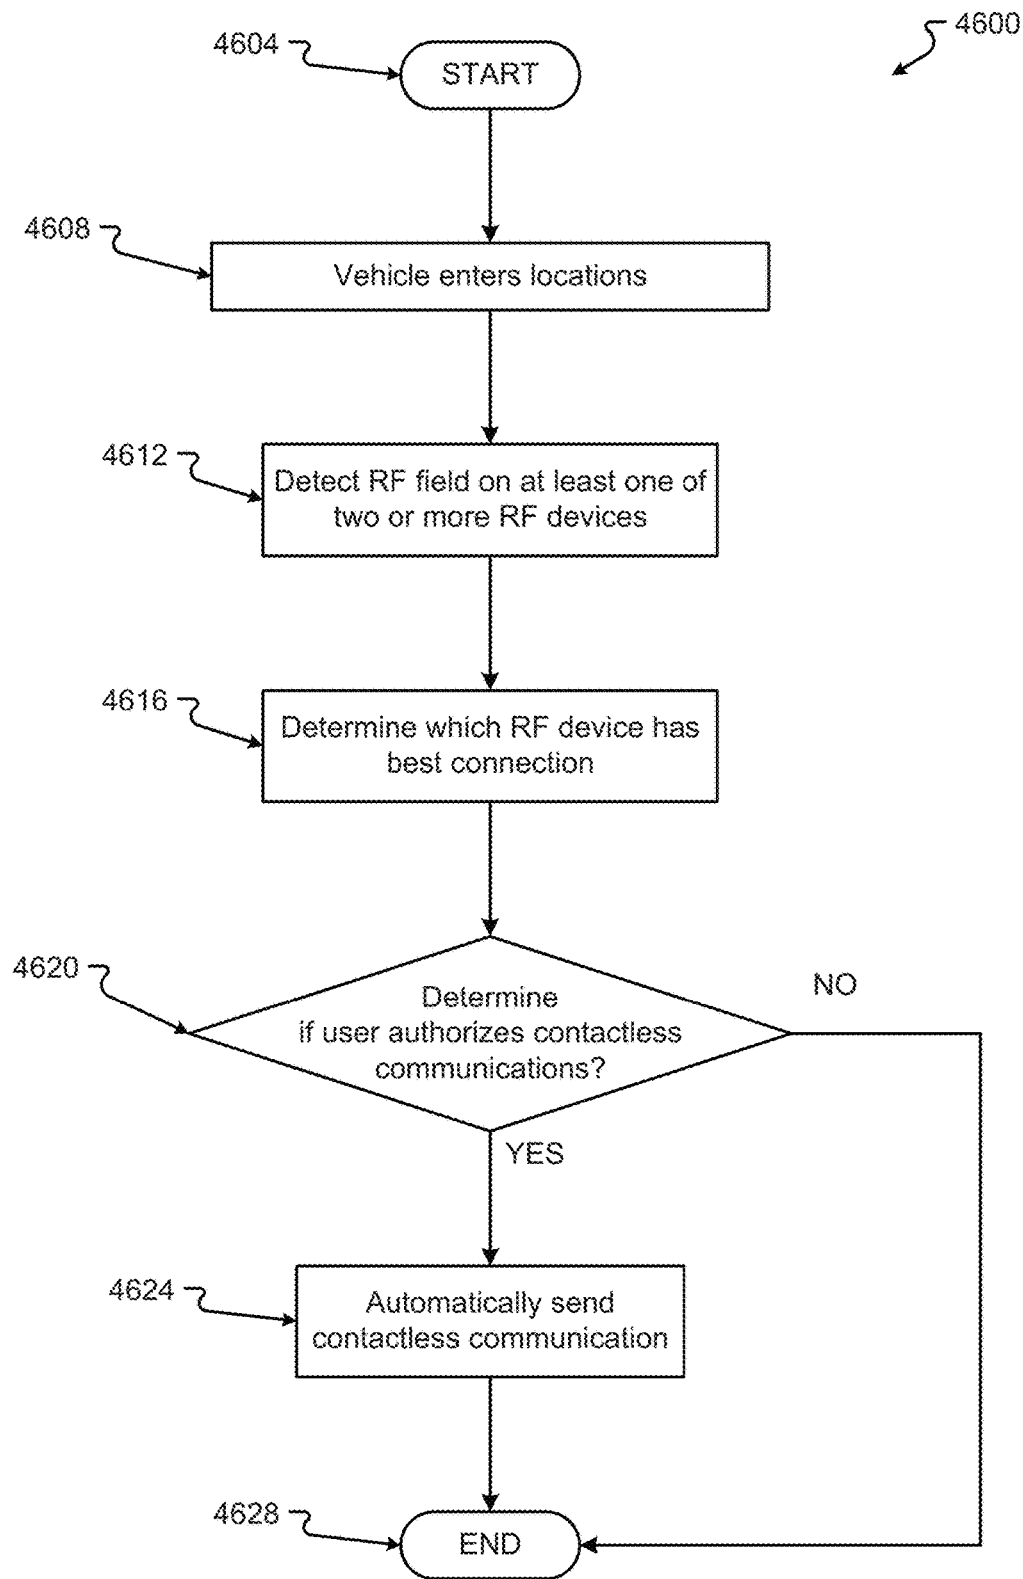 4600
4604
START
4608
Vehicle enters locations
4612
Detect RF field on at least one of
two or more RF devices
4616
Determine which RF device has
best connection
4620
Determine
if user authorizes contactless
communications?
NO
YES
4624
Automatically send
contactless communication
4628
END